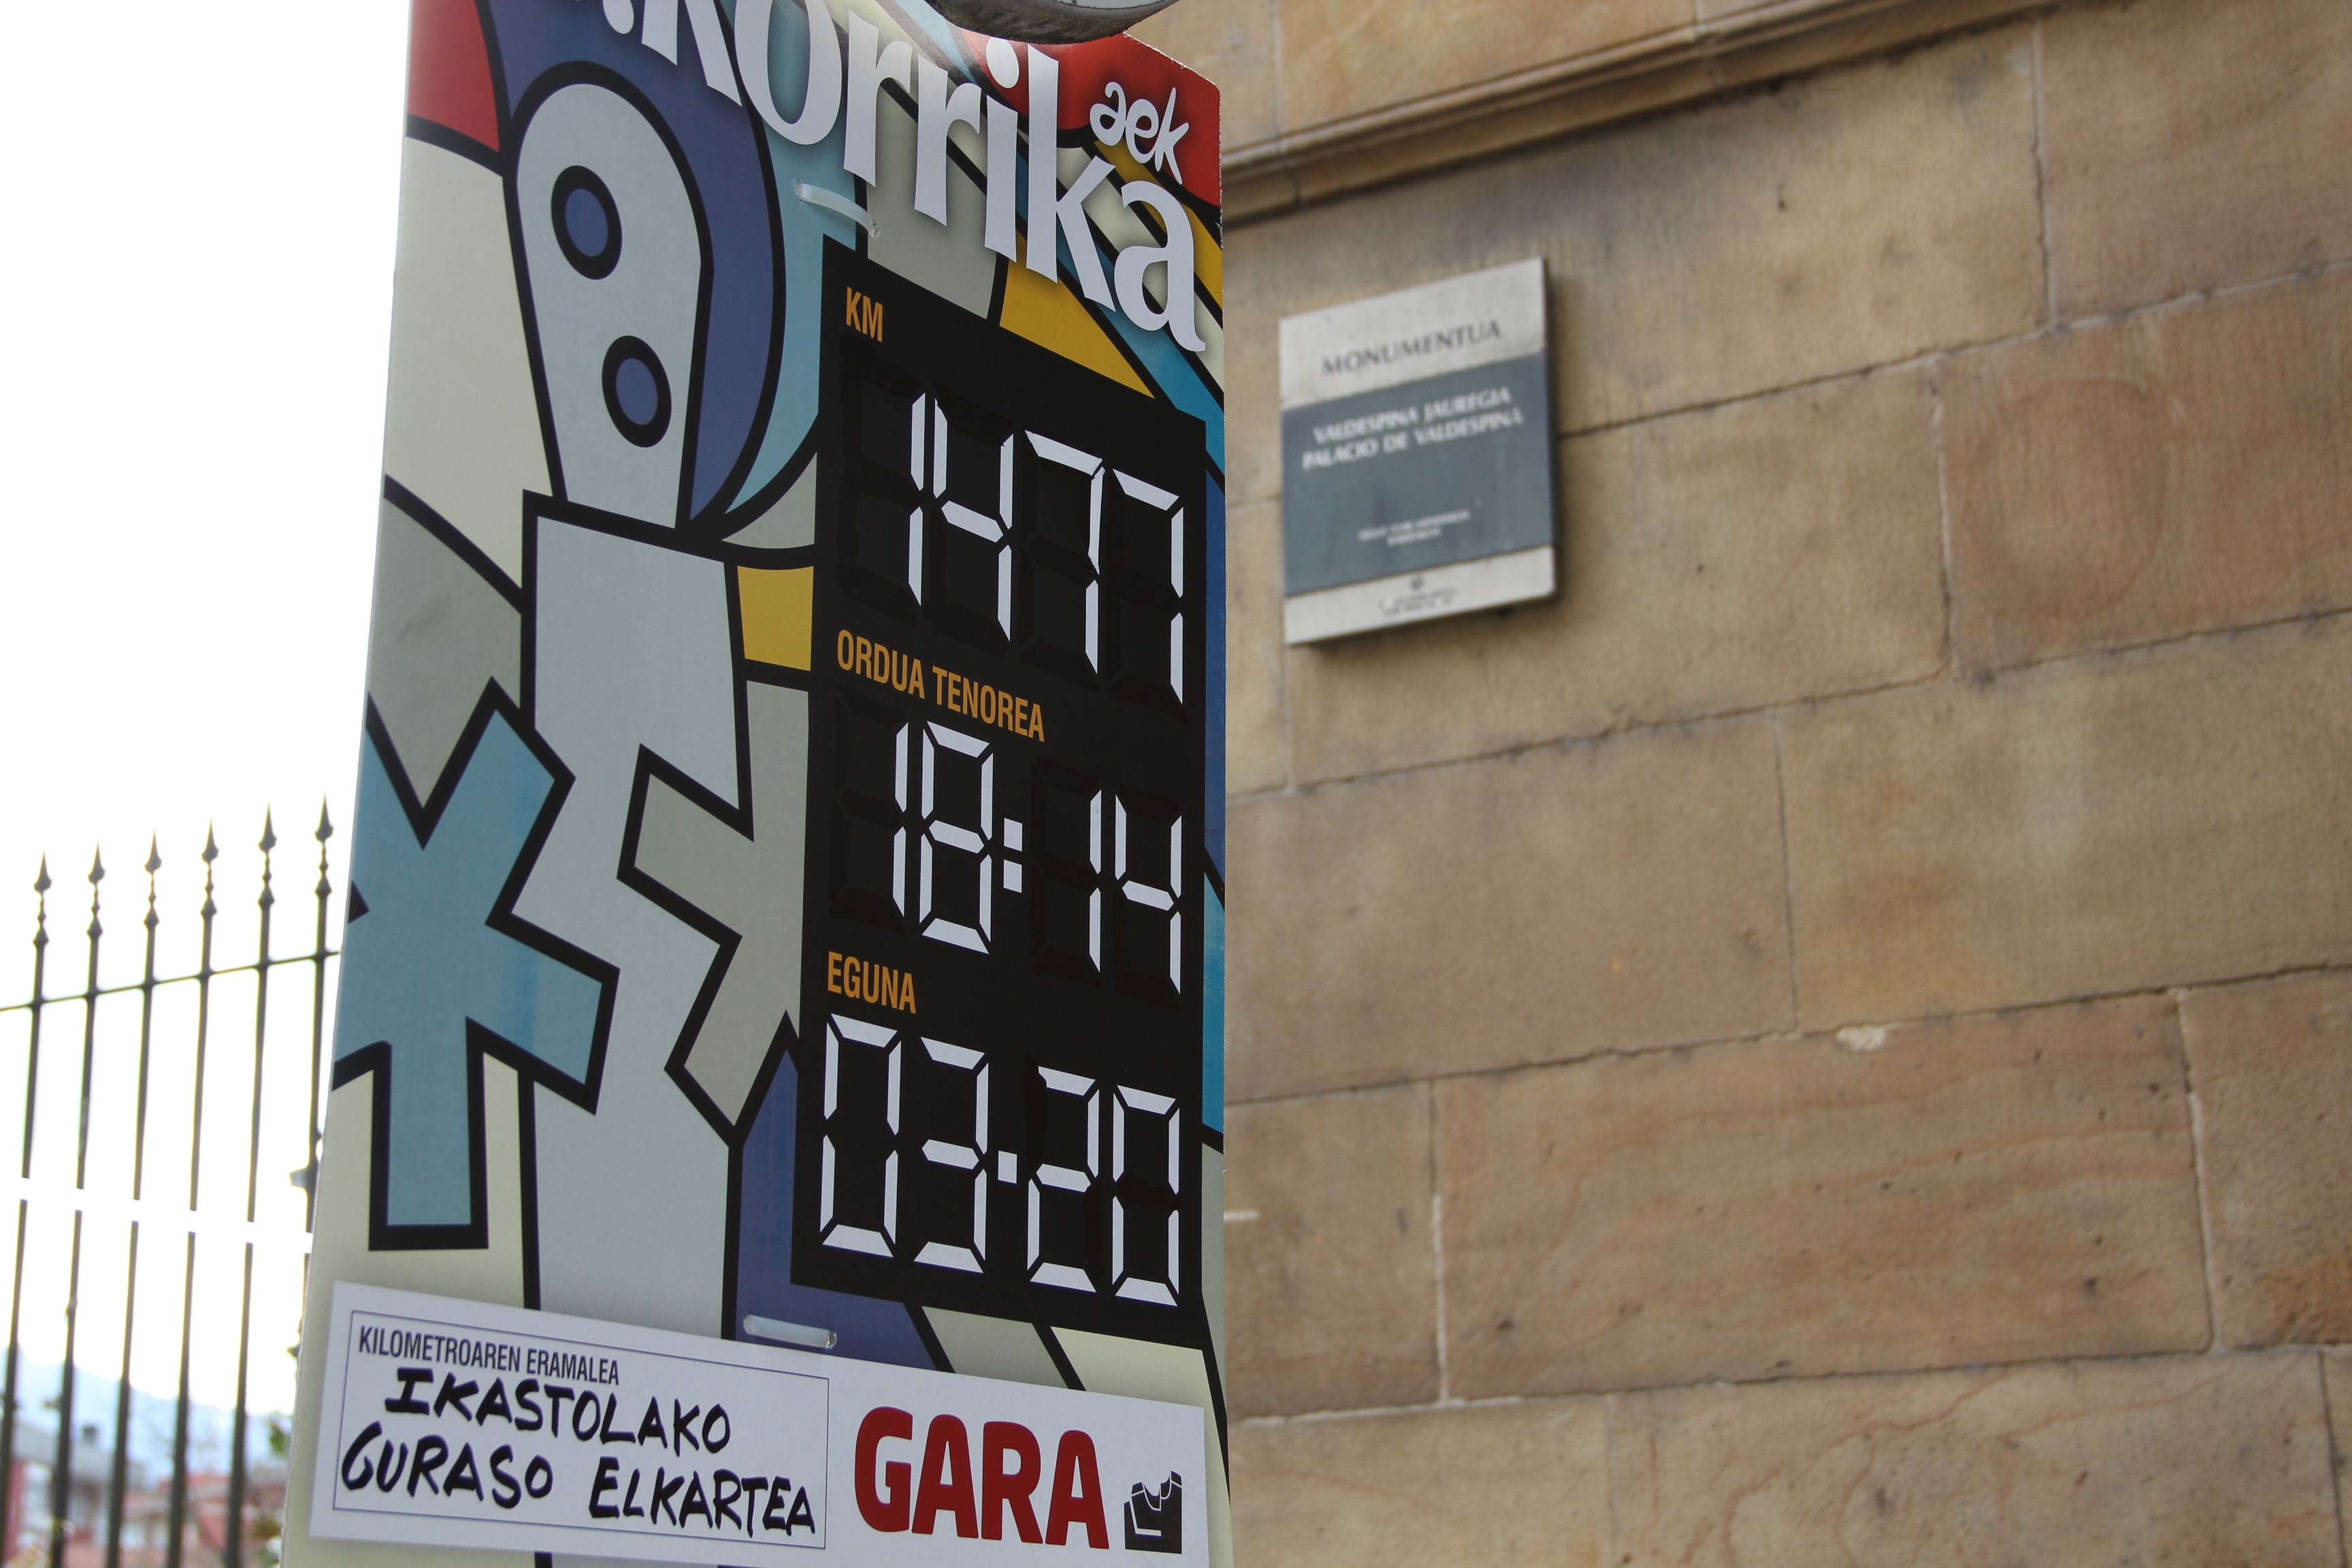 korrika
aek
KM
1477
ORDUA TENOREA
18:14
EGUNA
03.20
KILOMETROAREN ERAMALEA
IKASTOLAKO
GURASO ELKARTEA
GARA
MONUMENTUA
VALDESPINA JAUREGIA
PALACIO DE VALDESPINA